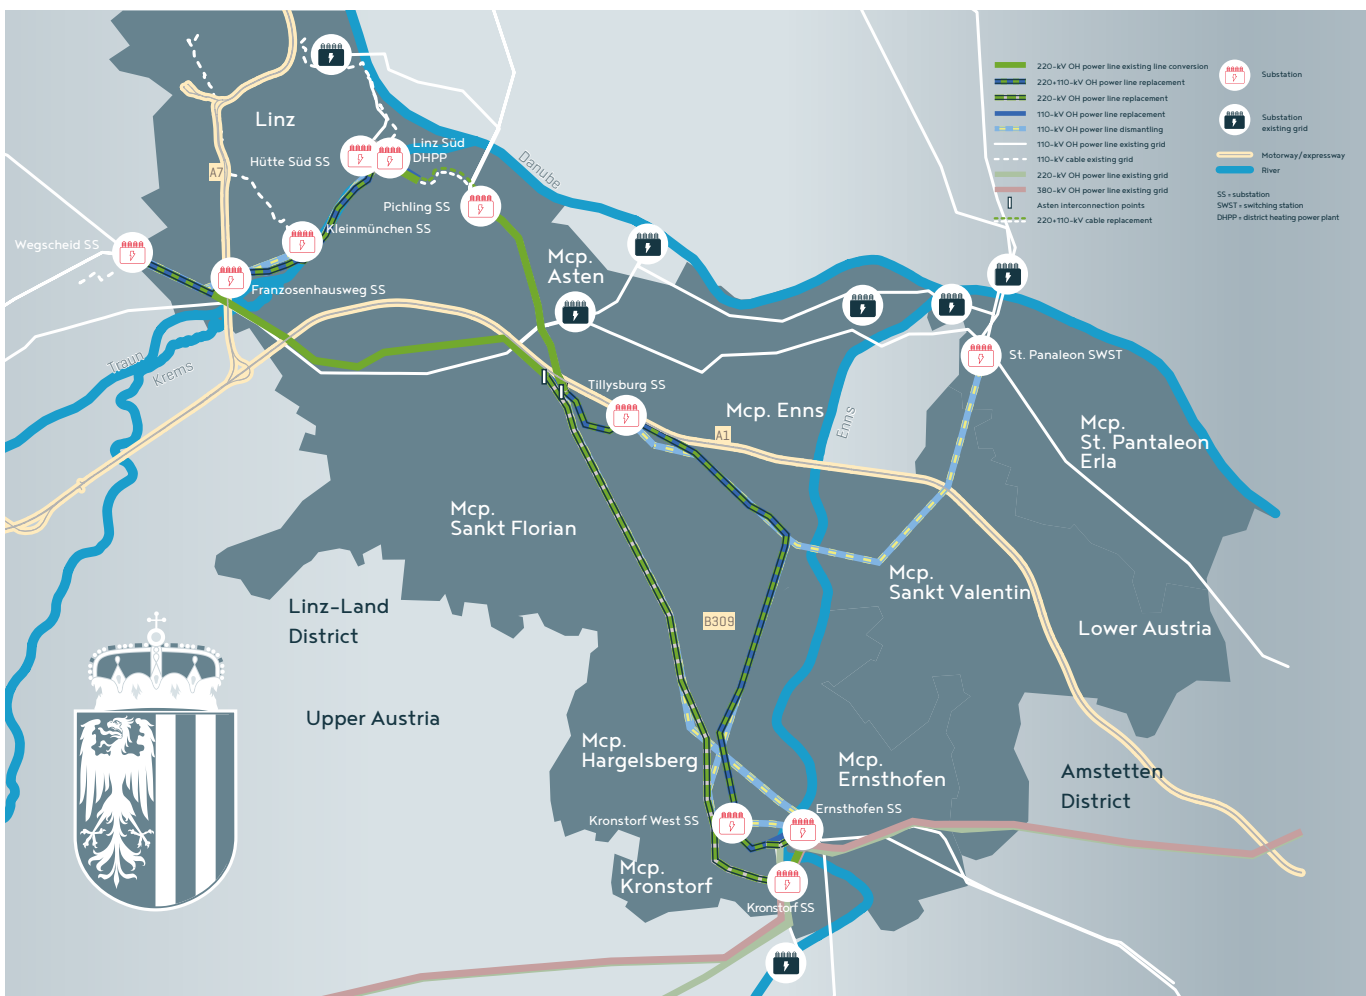 220-kV OH power line existing line conversion
220+110-kV OH power line replacement
220-kV OH power line replacement
110-kV OH power line replacement
110-kV OH power line dismantling
110-kV OH power line existing grid
110-kV cable existing grid
220-kV OH power line existing grid
380-kV OH power line existing grid
Asten interconnection points
220+110-kV cable replacement
Substation
Substation
existing grid
Motorway/expressway
River
SS = substation
SWST = switching station
DHPP = district heating power plant
Linz
Linz Süd
DHPP
Hütte Süd SS
Danube
A7
Pichling SS
Kleinmünchen SS
Wegscheid SS
Mcp.
Asten
Franzosenhausweg SS
Traun
Krems
St. Panaleon SWST
Tillysburg SS
Mcp. Enns
Enns
A1
Mcp.
St. Pantaleon
Erla
Mcp.
Sankt Florian
Mcp.
Sankt Valentin
Linz-Land
District
B309
Lower Austria
Upper Austria
Mcp.
Hargelsberg
Mcp.
Ernsthofen
Amstetten
District
Ernsthofen SS
Kronstorf West SS
Mcp.
Kronstorf
Kronstorf SS